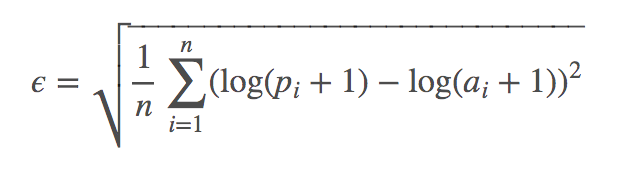 ϵ = √(1/n ∑_{i=1}^{n} (log(p_i + 1) − log(a_i + 1))²)